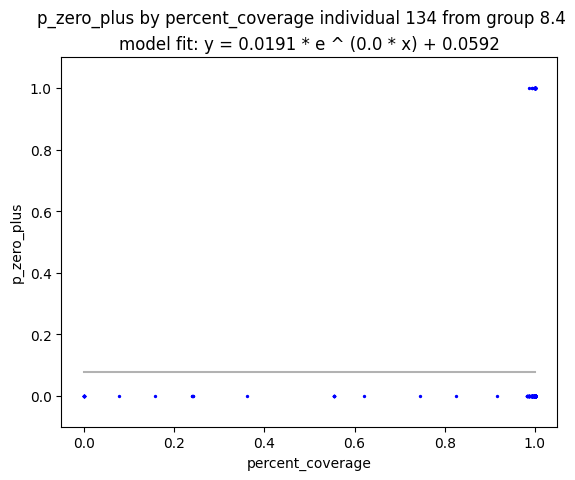 p_zero_plus by percent_coverage individual 134 from group 8.4
model fit: y = 0.0191 * e ^ (0.0 * x) + 0.0592
1.0
0.8
0.6
0.4
0.2
0.0
p_zero_plus
0.0 0.2 0.4 0.6 0.8 1.0
percent_coverage